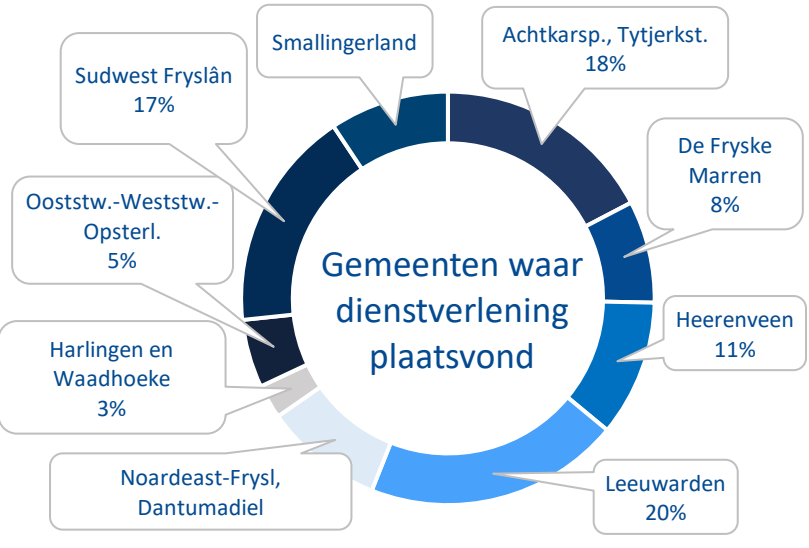 Smallingerland
Achtkarsp., Tytjerkst.
18%
De Fryske
Marren
8%
Heerenveen
11%
Leeuwarden
20%
Noardeast-Frysl,
Dantumadiel
Harlingen en
Waadhoeke
3%
Ooststw.-Weststw.-
Opsterl.
5%
Sudwest Fryslân
17%
Gemeenten waar
dienstverlening
plaatsvond